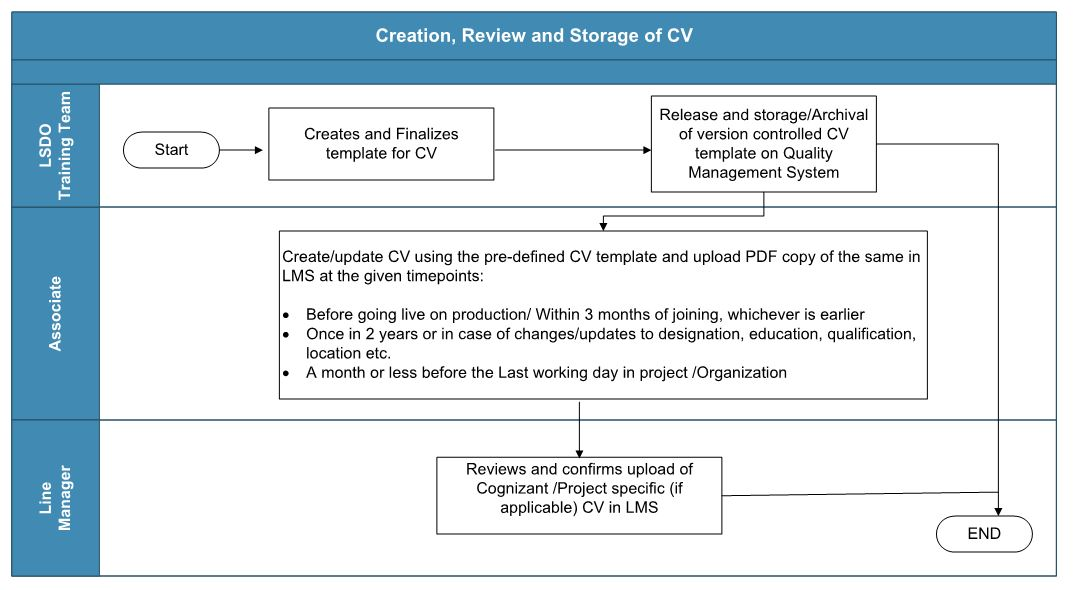 Creation, Review and Storage of CV
LSDO
Training Team
Start
Creates and Finalizes
template for CV
Release and storage/Archival
of version controlled CV
template on Quality
Management System
Associate
Create/update CV using the pre-defined CV template and upload PDF copy of the same in
LMS at the given timepoints:
• Before going live on production/ Within 3 months of joining, whichever is earlier
• Once in 2 years or in case of changes/updates to designation, education, qualification,
location etc.
• A month or less before the Last working day in project /Organization
Line
Manager
Reviews and confirms upload of
Cognizant /Project specific (if
applicable) CV in LMS
END